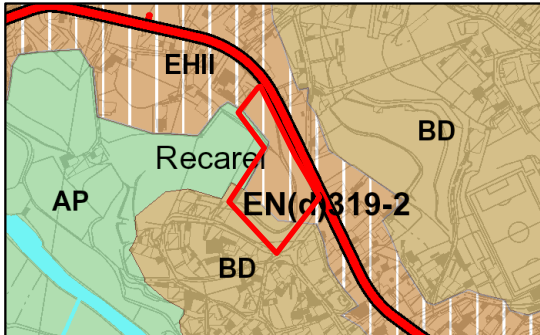 EHII
BD
Recarei
AP
EN(d)319-2
BD